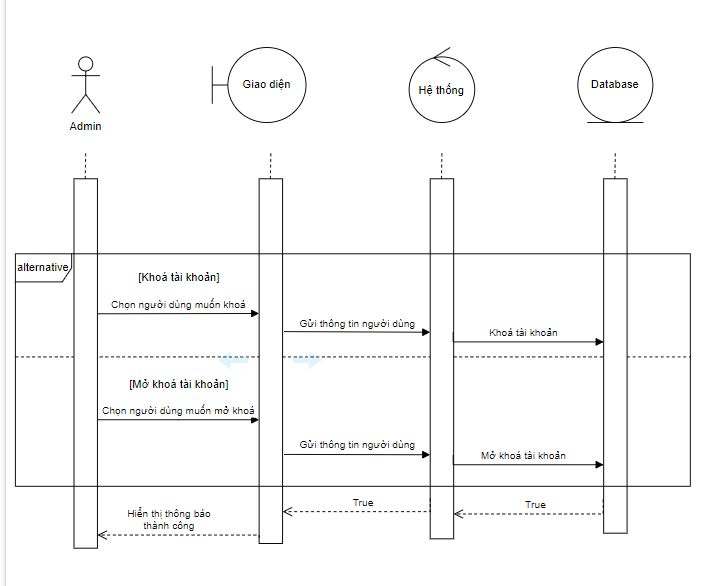 Giao diện
Hệ thống
Database
Admin
alternative
[Khoá tài khoản]
Chọn người dùng muốn khoá
Gửi thông tin người dùng
Khoá tài khoản
[Mở khoá tài khoản]
Chọn người dùng muốn mở khoá
Gửi thông tin người dùng
Mở khoá tài khoản
True
True
Hiển thị thông báo
thành công